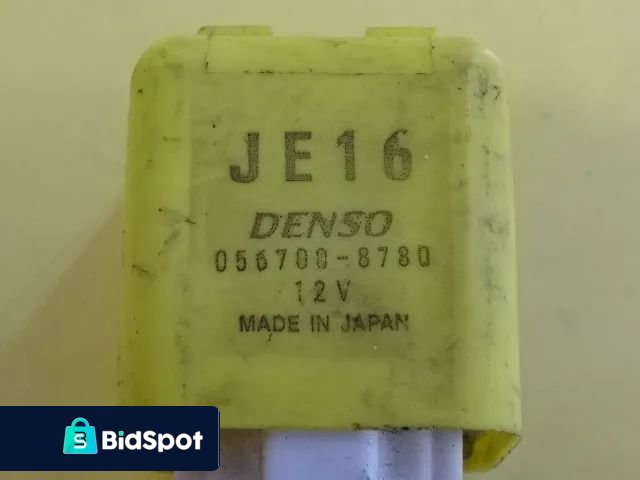 JE16
DENSO
056700-8780
12V
MADE IN JAPAN
BidSpot